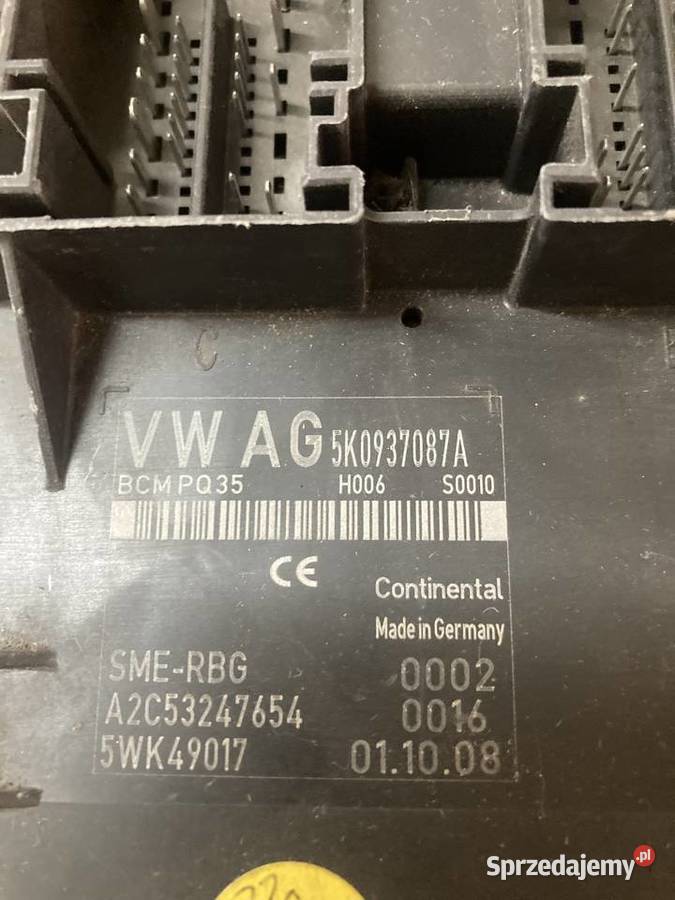 C
VW AG 5K0937087A
BCM PQ35 H006 S0010
CE
Continental
Made in Germany
SME-RBG 0002
A2C53247654 0016
5WK49017 01.10.08
Sprzedajemy.pl